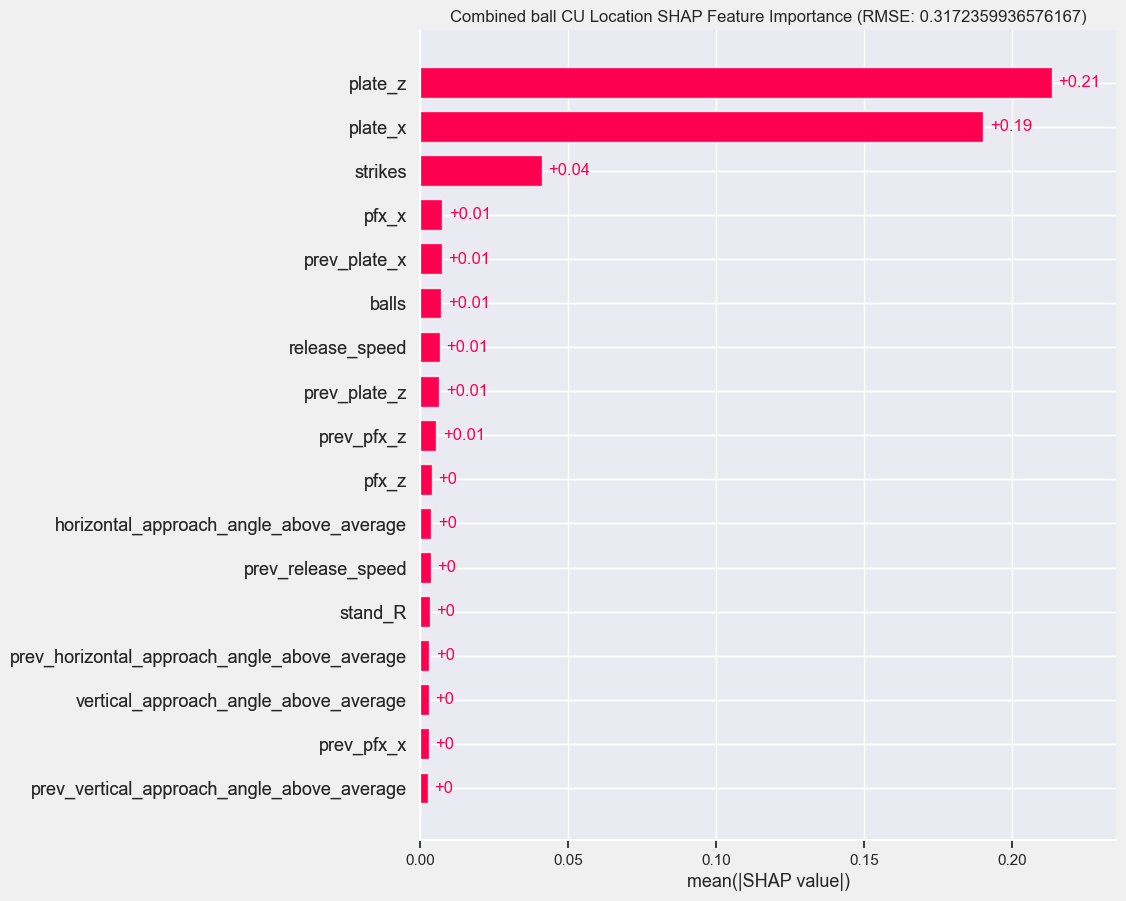 Combined ball CU Location SHAP Feature Importance (RMSE: 0.3172359936576167)
plate_z +0.21
plate_x +0.19
strikes +0.04
pfx_x +0.01
prev_plate_x +0.01
balls +0.01
release_speed +0.01
prev_plate_z +0.01
prev_pfx_z +0.01
pfx_z +0
horizontal_approach_angle_above_average +0
prev_release_speed +0
stand_R +0
prev_horizontal_approach_angle_above_average +0
vertical_approach_angle_above_average +0
prev_pfx_x +0
prev_vertical_approach_angle_above_average +0
0.00 0.05 0.10 0.15 0.20
mean(|SHAP value|)